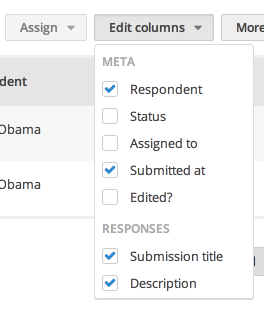 Assign
Edit columns
More
dent
META
Respondent
Obama
Status
Assigned to
Submitted at
Obama
Edited?
RESPONSES
Submission title
Description